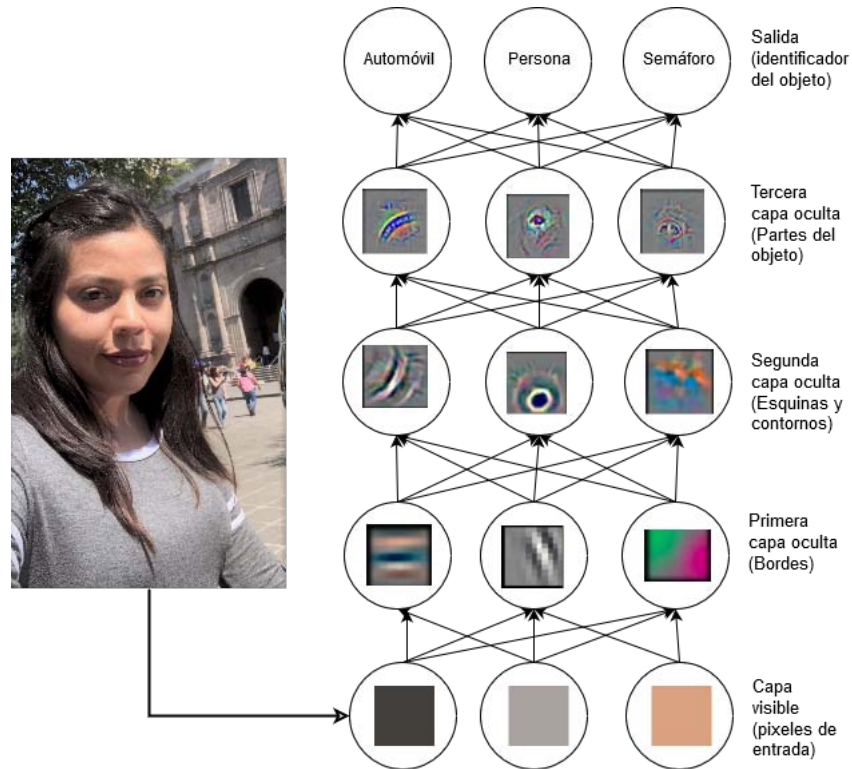 Automóvil
Persona
Semáforo
Salida
(identificador
del objeto)
Tercera
capa oculta
(Partes del
objeto)
Segunda
capa oculta
(Esquinas y
contornos)
Primera
capa oculta
(Bordes)
Capa
visible
(pixeles de
entrada)